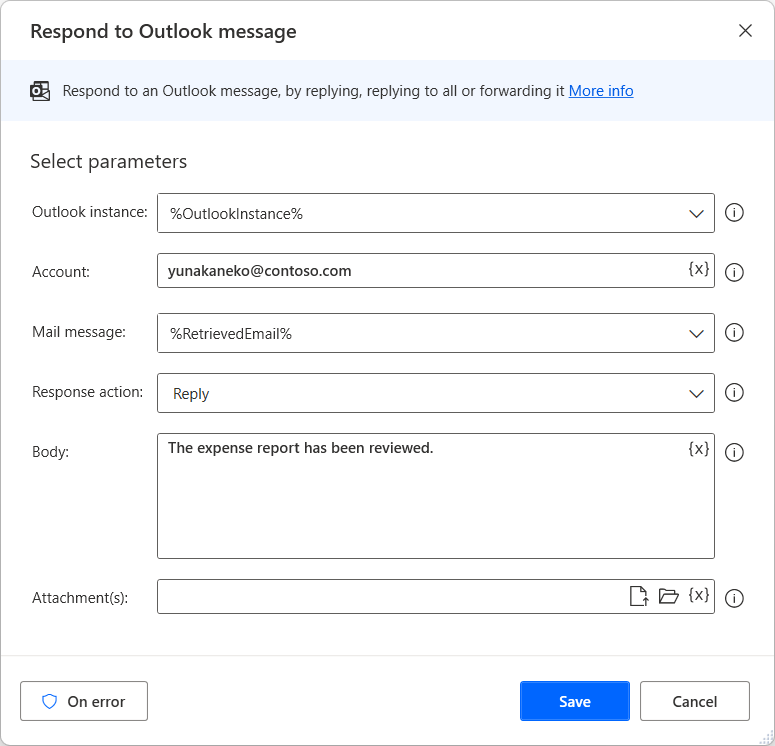 Respond to Outlook message
Respond to an Outlook message, by replying, replying to all or forwarding it More info
Select parameters
Outlook instance: %OutlookInstance%
Account: yunakaneko@contoso.com {x}
Mail message: %RetrievedEmail%
Response action: Reply
Body: The expense report has been reviewed. {x}
Attachment(s): {x}
On error Save Cancel